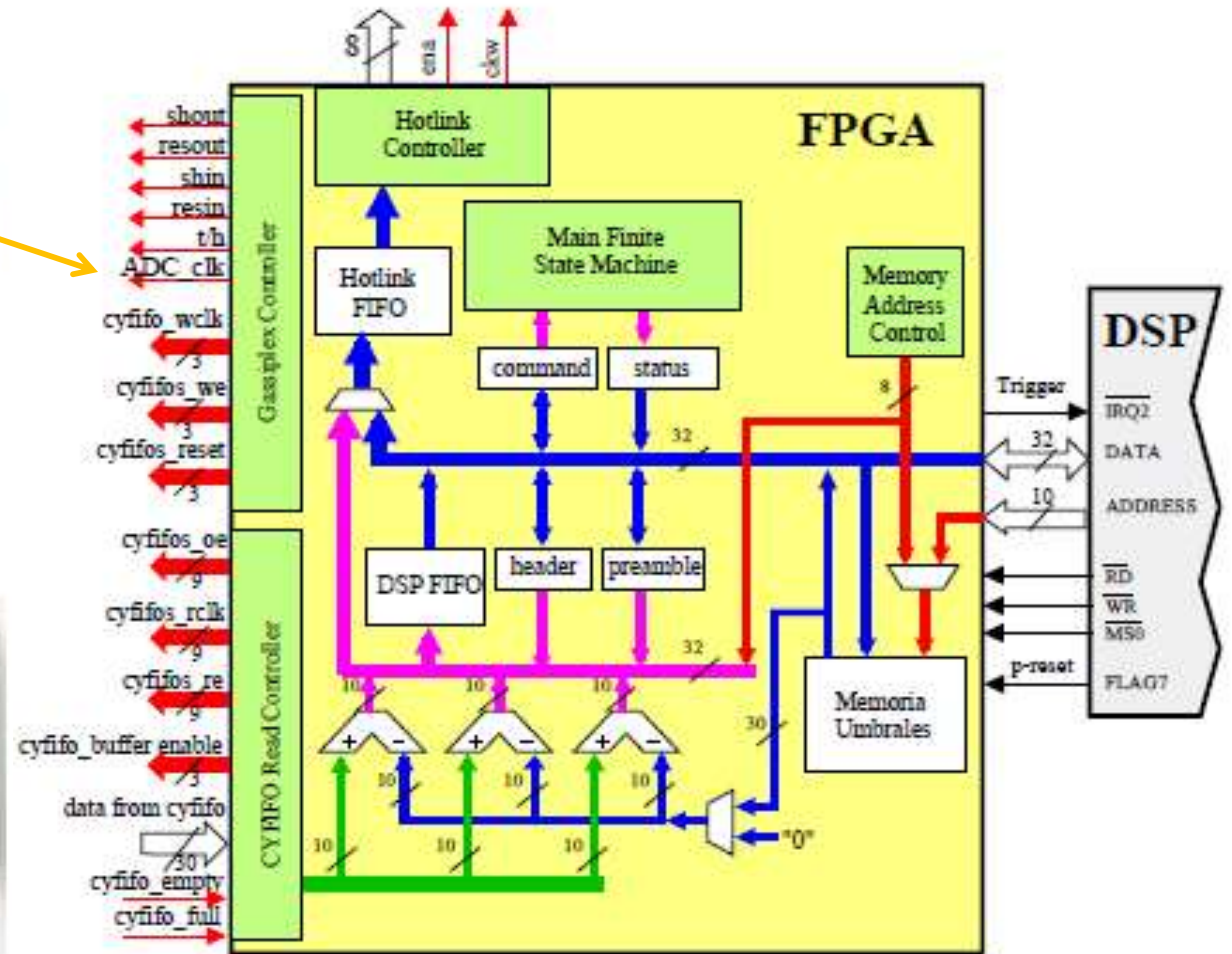 8
ena
ckw
shout
resout
shin
resin
t/h
ADC_clk
cyfifo_wclk
3
cyfifos_we
3
cyfifos_reset
3
cyfifos_oe
9
cyfifos_rclk
9
cyfifos_re
9
cyfifo_buffer enable
3
data from cyfifo
30
cyfifo_empty
cyfifo_full
Gassiplex Controller
CYFIFO Read Controller
Hotlink
Controller
FPGA
Hotlink
FIFO
Main Finite
State Machine
Memory
Address
Control
command
status
8
32
DSP FIFO
header
preamble
32
10
10
10
+ -
+ -
+ -
10
10
10
10
10
10
30
"0"
Memoria
Umbrales
Trigger
32
10
p-reset
DSP
IRQ2
DATA
ADDRESS
RD
WR
MS0
FLAG7